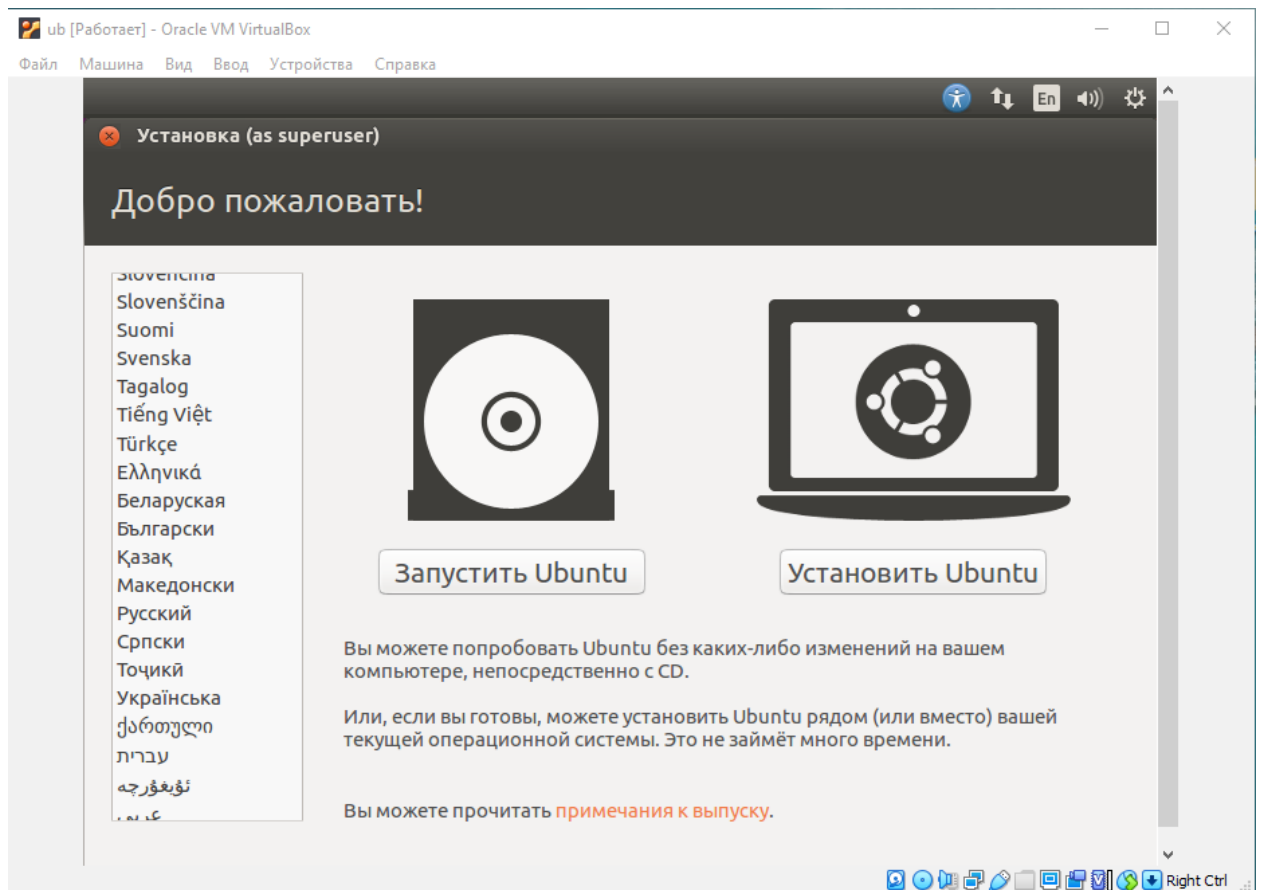 ub [Работает] - Oracle VM VirtualBox
Файл Машина Вид Ввод Устройства Справка
En
Установка (as superuser)
Добро пожаловать!
Slovenčina
Slovenščina
Suomi
Svenska
Tagalog
Tiếng Việt
Türkçe
Ελληνικά
Беларуская
Български
Қазақ
Македонски
Русский
Српски
Тоҷикӣ
Українська
ქართული
עברית
ئۇيغۇرچە
عربي
Запустить Ubuntu
Установить Ubuntu
Вы можете попробовать Ubuntu без каких-либо изменений на вашем
компьютере, непосредственно с CD.
Или, если вы готовы, можете установить Ubuntu рядом (или вместо) вашей
текущей операционной системы. Это не займёт много времени.
Вы можете прочитать примечания к выпуску.
Right Ctrl